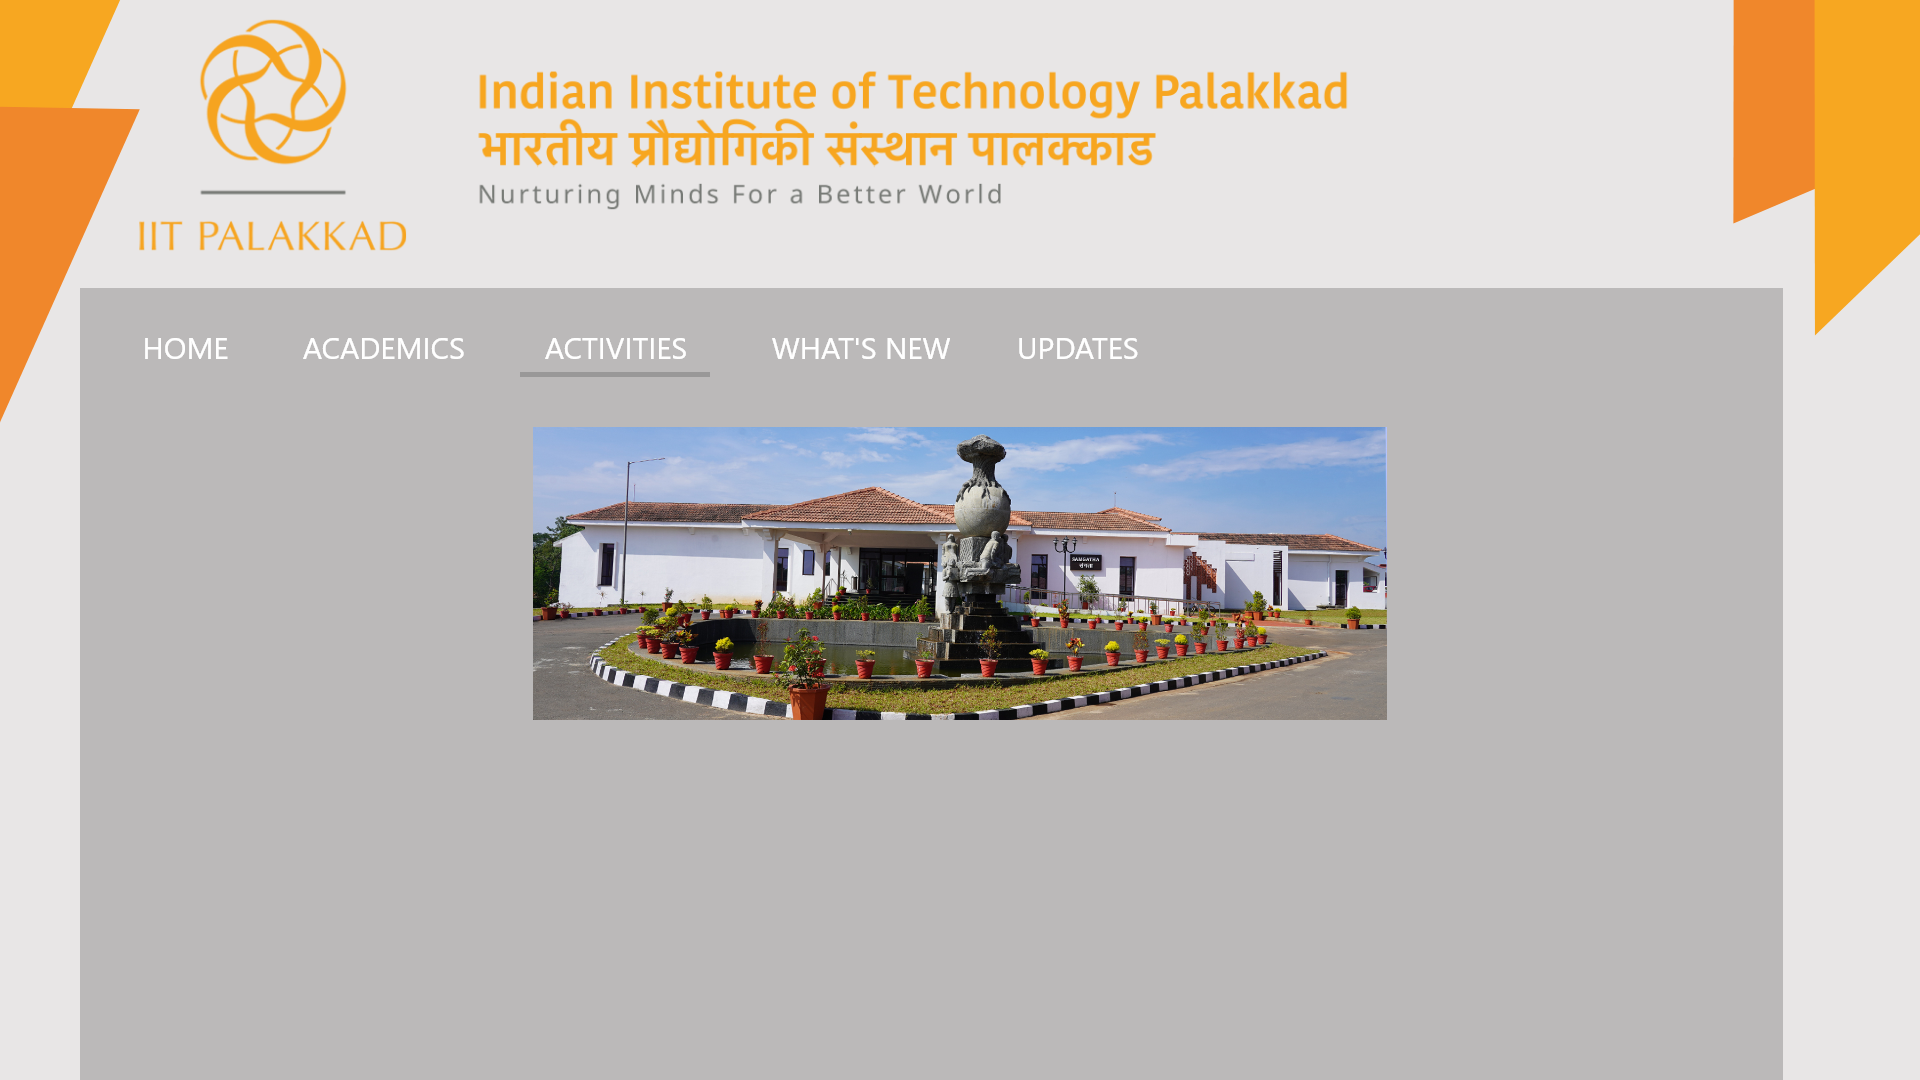 Indian Institute of Technology Palakkad
भारतीय प्रौद्योगिकी संस्थान पालक्काड
Nurturing Minds For a Better World
IIT PALAKKAD
HOME ACADEMICS ACTIVITIES WHAT'S NEW UPDATES
SAMGATHA
संगाथा